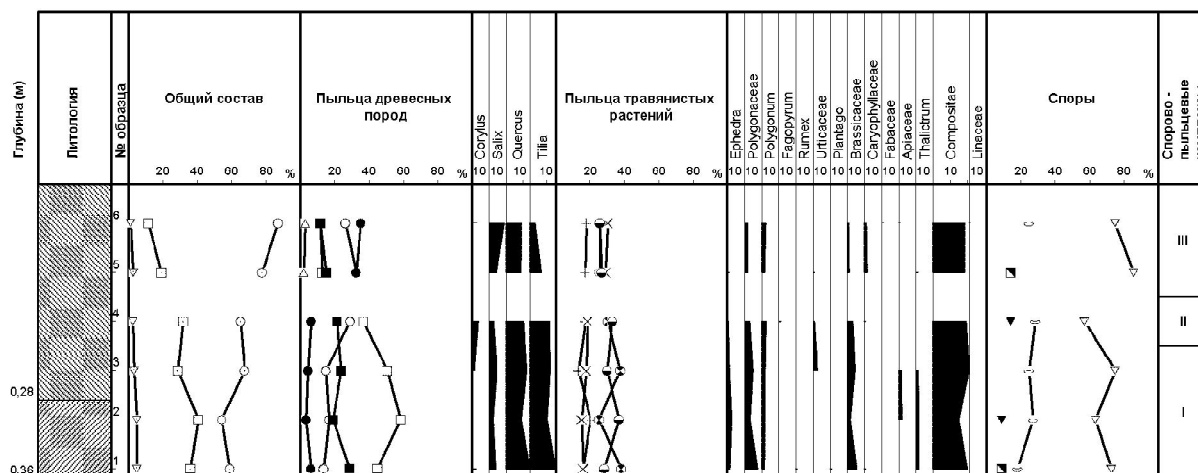 Глубина (м)
Литология
№ образца
Общий состав
20 40 60 80 %
Пыльца древесных
пород
20 40 60 80 %
Corylus
10
Salix
10
Quercus
10
Tilia
10
Пыльца травянистых
растений
20 40 60 80 %
Ephedra
10
Polygonaceae
10
Polygonum
10
Fagopyrum
10
Rumex
10
Urticaceae
10
Plantago
10
Brassicaceae
10
Caryophyllaceae
10
Fabaceae
10
Apiaceae
10
Thalictrum
10
Compositae
10
Linaceae
10
Споры
20 40 60 80 %
Спорово -
пыльцевые
6
5
III
4
II
3
0,28
2
I
1
0,36